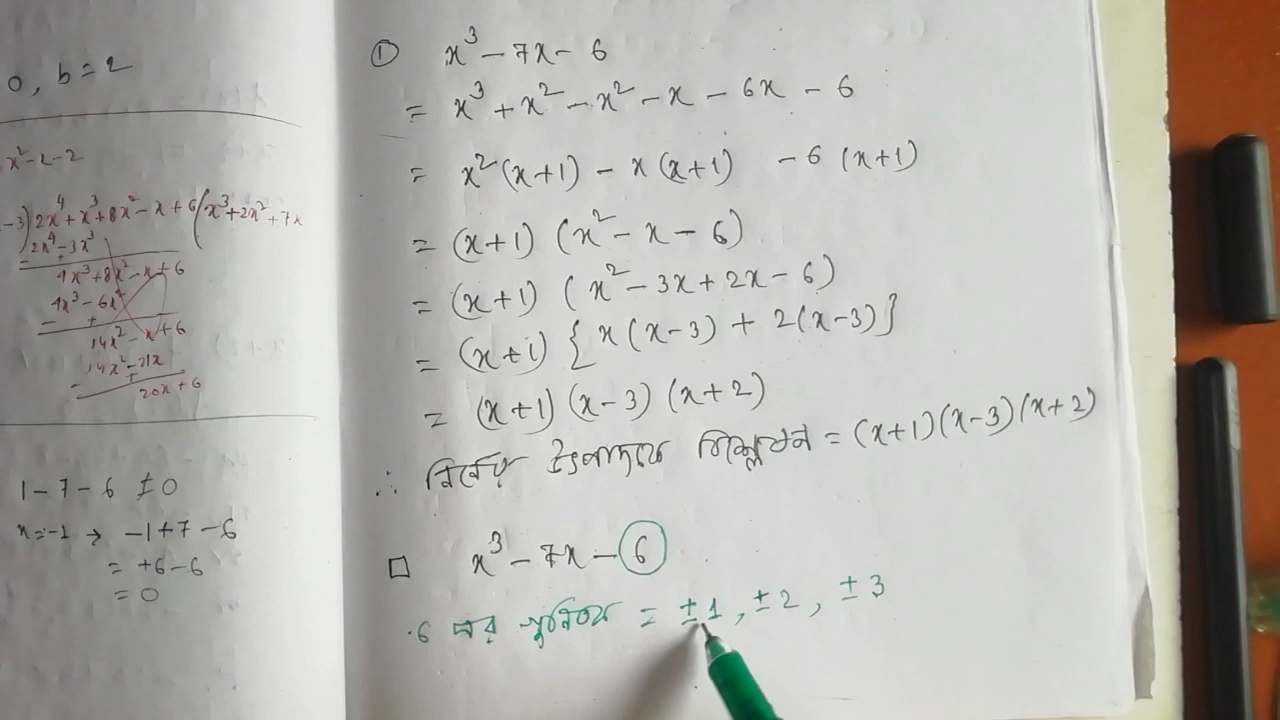 0, b = 2
x² - x - 2
-3) 2x⁴ + x³ + 8x² - x + 6 ( x³ + 2x² + 7x
2x⁴ - 3x³
+
4x³ + 8x² - x + 6
4x³ - 6x²
- +
14x² - x + 6
14x² - 21x
- +
20x + 6
1 - 7 - 6 ≠ 0
x = -1 → -1 + 7 - 6
= +6 - 6
= 0
① x³ - 7x - 6
= x³ + x² - x² - x - 6x - 6
= x²(x+1) - x(x+1) - 6(x+1)
= (x+1)(x² - x - 6)
= (x+1)(x² - 3x + 2x - 6)
= (x+1){x(x-3) + 2(x-3)}
= (x+1)(x-3)(x+2)
∴ নির্ণেয় উৎপাদকে বিশ্লেষণ = (x+1)(x-3)(x+2)
□ x³ - 7x - 6
6 এর গুণিতক = ±1, ±2, ±3